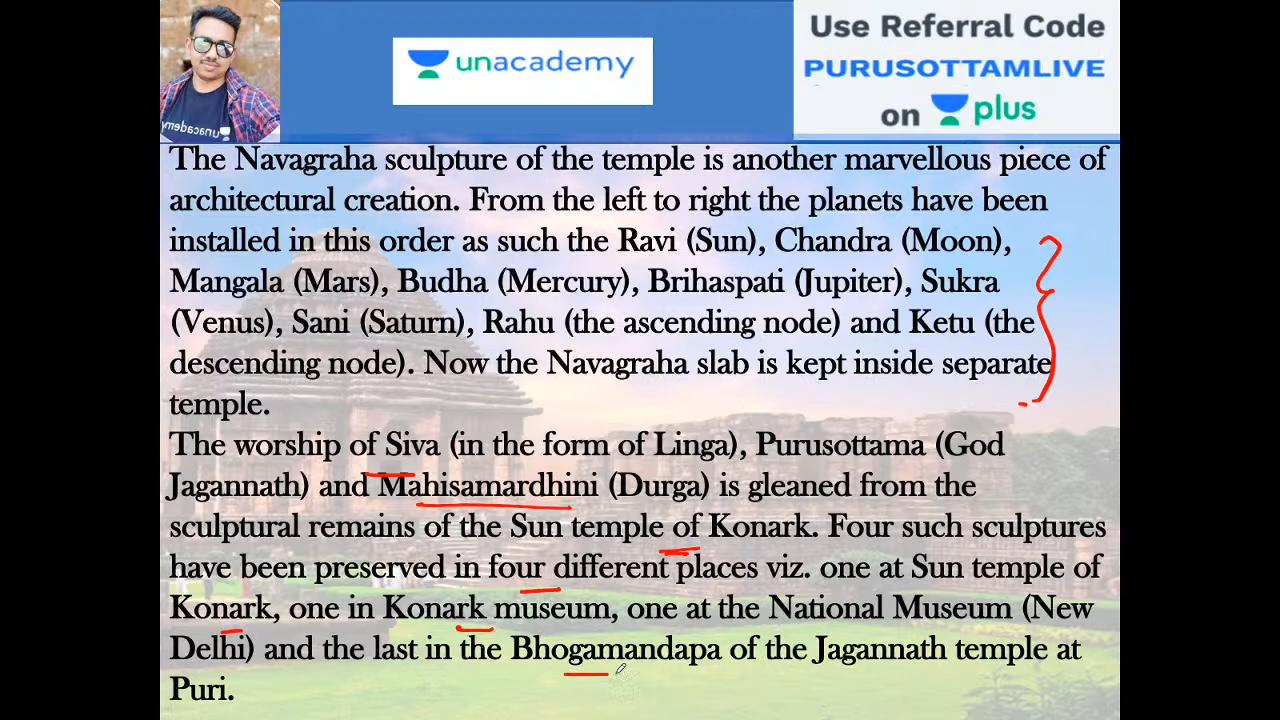 unacademy
unacademy
Use Referral Code
PURUSOTTAMLIVE
on plus
The Navagraha sculpture of the temple is another marvellous piece of
architectural creation. From the left to right the planets have been
installed in this order as such the Ravi (Sun), Chandra (Moon),
Mangala (Mars), Budha (Mercury), Brihaspati (Jupiter), Sukra
(Venus), Sani (Saturn), Rahu (the ascending node) and Ketu (the
descending node). Now the Navagraha slab is kept inside separate
temple.
The worship of Siva (in the form of Linga), Purusottama (God
Jagannath) and Mahisamardhini (Durga) is gleaned from the
sculptural remains of the Sun temple of Konark. Four such sculptures
have been preserved in four different places viz. one at Sun temple of
Konark, one in Konark museum, one at the National Museum (New
Delhi) and the last in the Bhogamandapa of the Jagannath temple at
Puri.